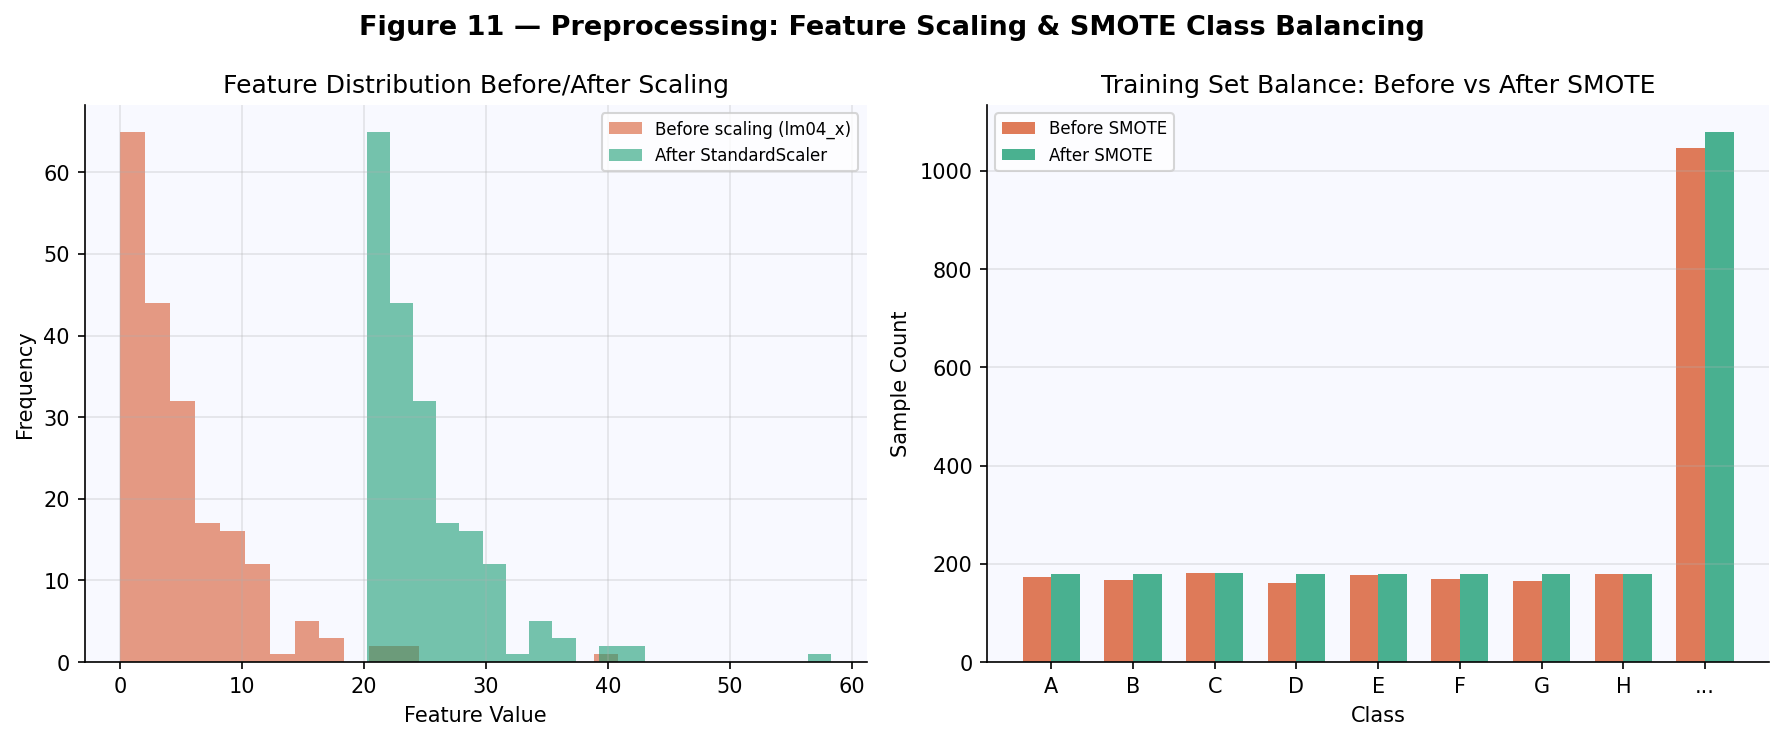 Figure 11 — Preprocessing: Feature Scaling & SMOTE Class Balancing
Feature Distribution Before/After Scaling
Before scaling (lm04_x)
After StandardScaler
60
50
40
30
20
10
0
Frequency
0 10 20 30 40 50 60
Feature Value
Training Set Balance: Before vs After SMOTE
Before SMOTE
After SMOTE
1000
800
600
400
200
0
Sample Count
A B C D E F G H ...
Class